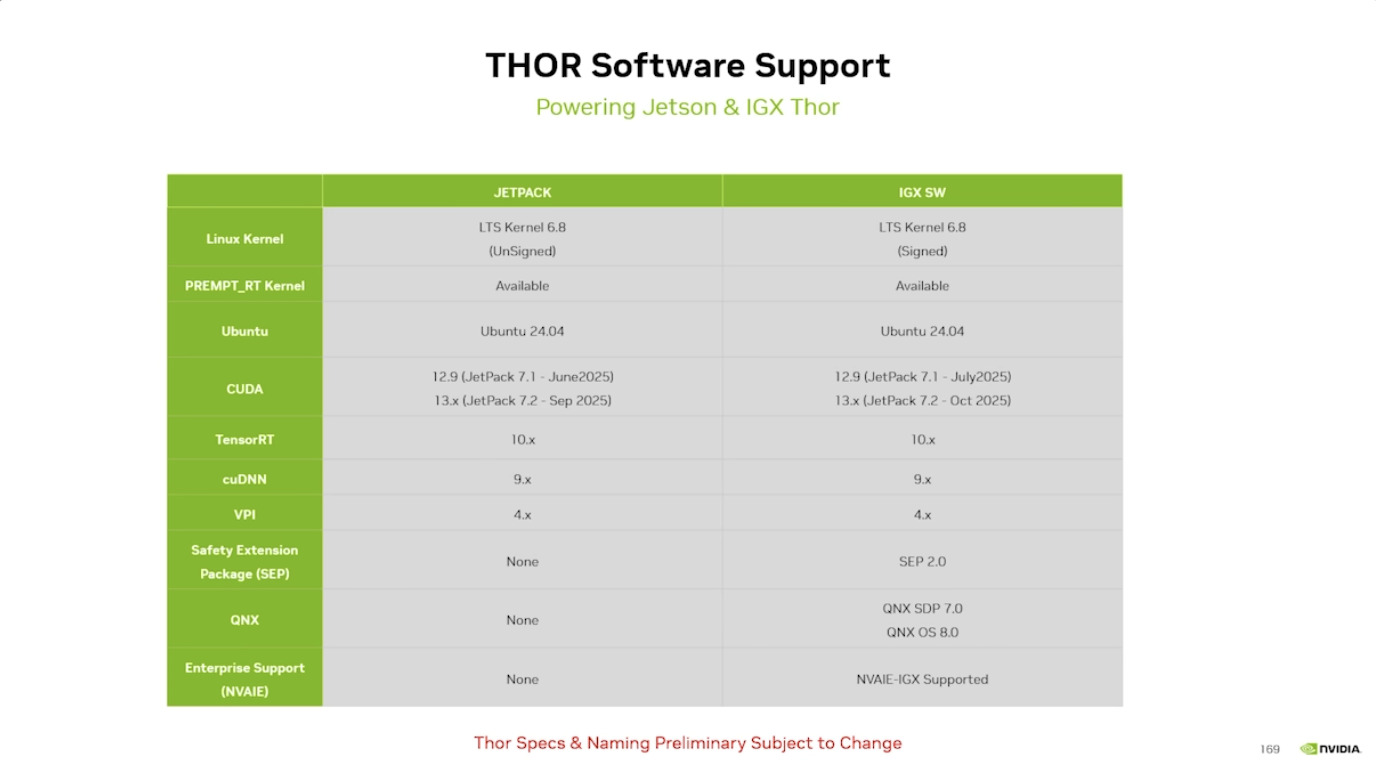 THOR Software Support
Powering Jetson & IGX Thor
JETPACK IGX SW
Linux Kernel
LTS Kernel 6.8
(UnSigned)
LTS Kernel 6.8
(Signed)
PREMPT_RT Kernel Available Available
Ubuntu Ubuntu 24.04 Ubuntu 24.04
CUDA
12.9 (JetPack 7.1 - June2025)
13.x (JetPack 7.2 - Sep 2025)
12.9 (JetPack 7.1 - July2025)
13.x (JetPack 7.2 - Oct 2025)
TensorRT 10.x 10.x
cuDNN 9.x 9.x
VPI 4.x 4.x
Safety Extension
Package (SEP)
None SEP 2.0
QNX None
QNX SDP 7.0
QNX OS 8.0
Enterprise Support
(NVAIE)
None NVAIE-IGX Supported
Thor Specs & Naming Preliminary Subject to Change
169 NVIDIA.